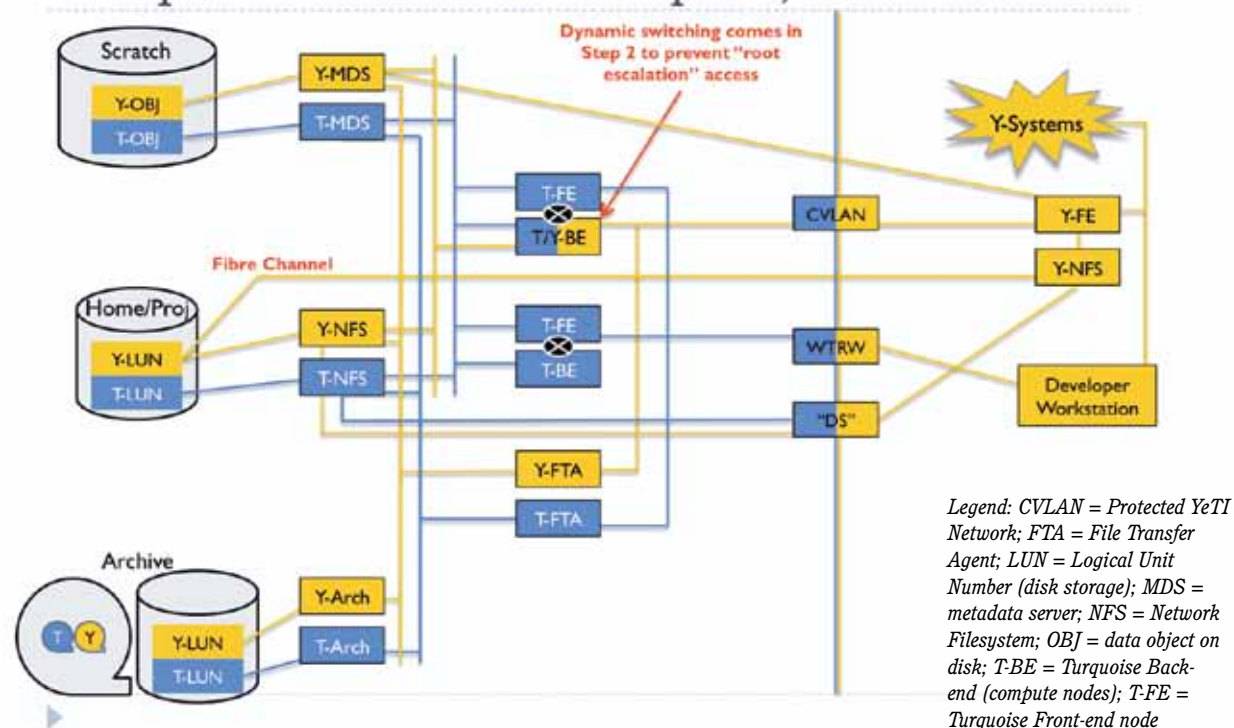 Dynamic switching comes in
Step 2 to prevent "root
escalation" access
Scratch
Y-OBJ
T-OBJ
Y-MDS
T-MDS
T-FE
T/Y-BE
CVLAN
Y-Systems
Y-FE
Y-NFS
Fibre Channel
Home/Proj
Y-LUN
T-LUN
Y-NFS
T-NFS
T-FE
T-BE
WTRW
"DS"
Developer
Workstation
Y-FTA
T-FTA
Archive
T
Y
Y-LUN
T-LUN
Y-Arch
T-Arch
Legend: CVLAN = Protected YeTI
Network; FTA = File Transfer
Agent; LUN = Logical Unit
Number (disk storage); MDS =
metadata server; NFS = Network
Filesystem; OBJ = data object on
disk; T-BE = Turquoise Back-
end (compute nodes); T-FE =
Turquoise Front-end node